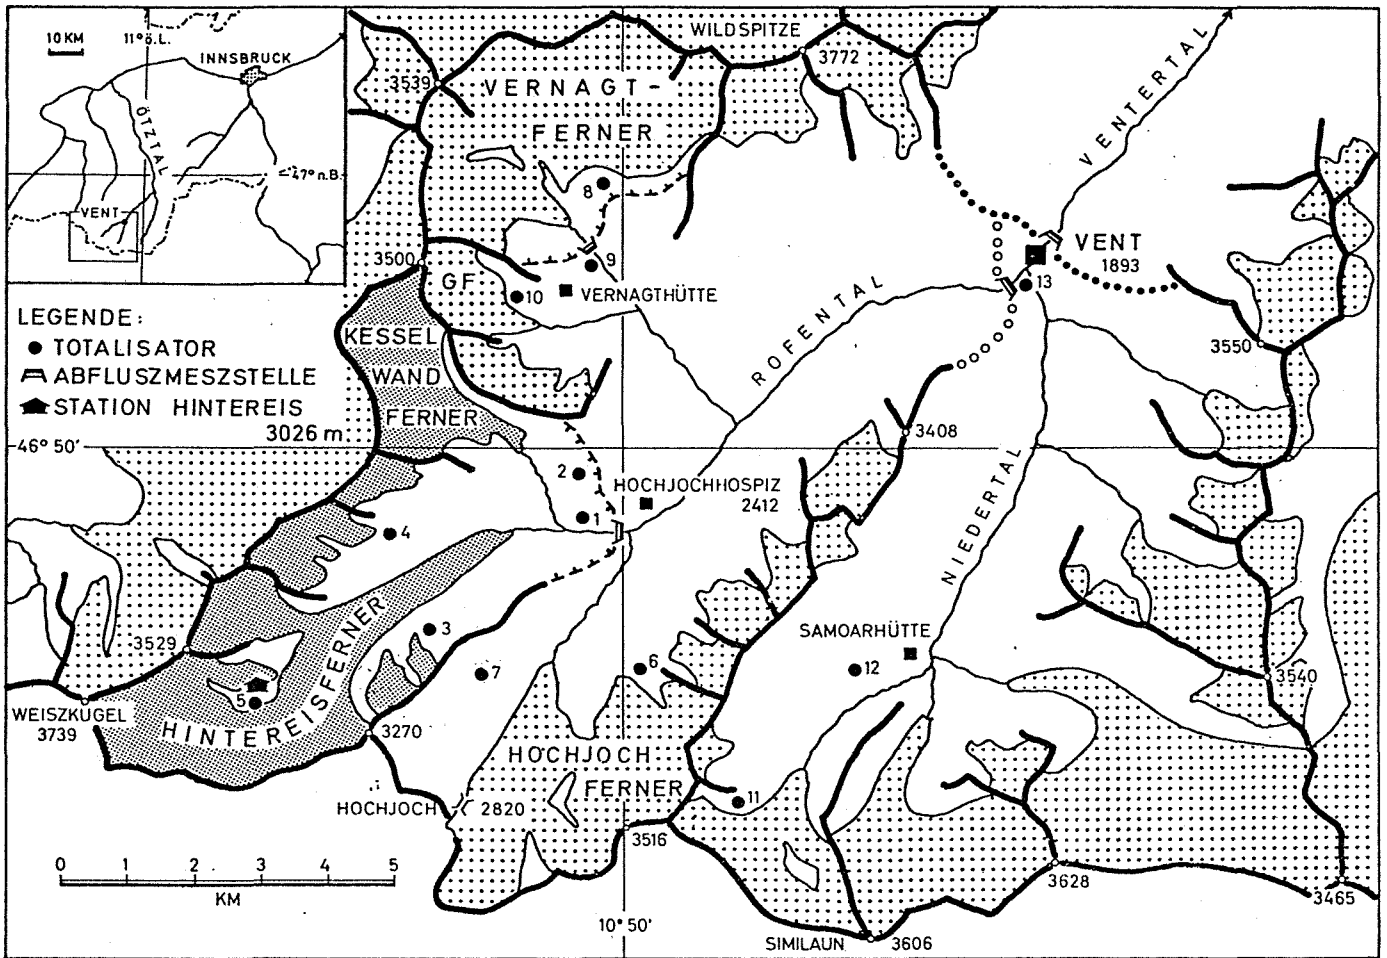 10 KM
11° ö.L.
INNSBRUCK
ÖTZTAL
47° n.B.
VENT
LEGENDE:
TOTALISATOR
ABFLUSZMESZSTELLE
STATION HINTEREIS
3026 m
46° 50'
WILDSPITZE
3772
3539
VERNAGT-
FERNER
VENTERTAL
8
9
10
3500
GF
VERNAGTHÜTTE
VENT
1893
13
ROFENTAL
KESSEL
WAND
FERNER
3550
3408
2
HOCHJOCHHOSPIZ
2412
1
4
NIEDERTAL
HINTEREISFERNER
3
3529
SAMOARHÜTTE
6
7
12
5
3540
WEISZKUGEL
3739
3270
HOCHJOCH
FERNER
HOCHJOCH
2820
11
3516
0 1 2 3 4 5
KM
3628
3465
10° 50'
SIMILAUN
3606